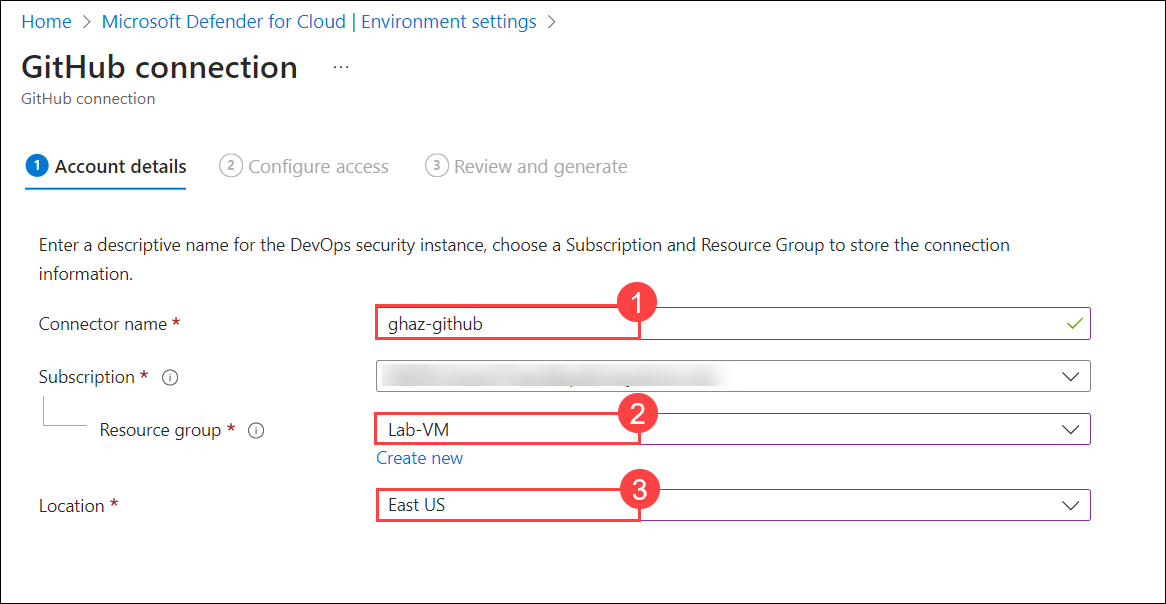 Home > Microsoft Defender for Cloud | Environment settings >
GitHub connection ...
GitHub connection
1 Account details 2 Configure access 3 Review and generate
Enter a descriptive name for the DevOps security instance, choose a Subscription and Resource Group to store the connection
information.
1
Connector name * ghaz-github
Subscription *
2
Resource group * Lab-VM
Create new
3
Location * East US